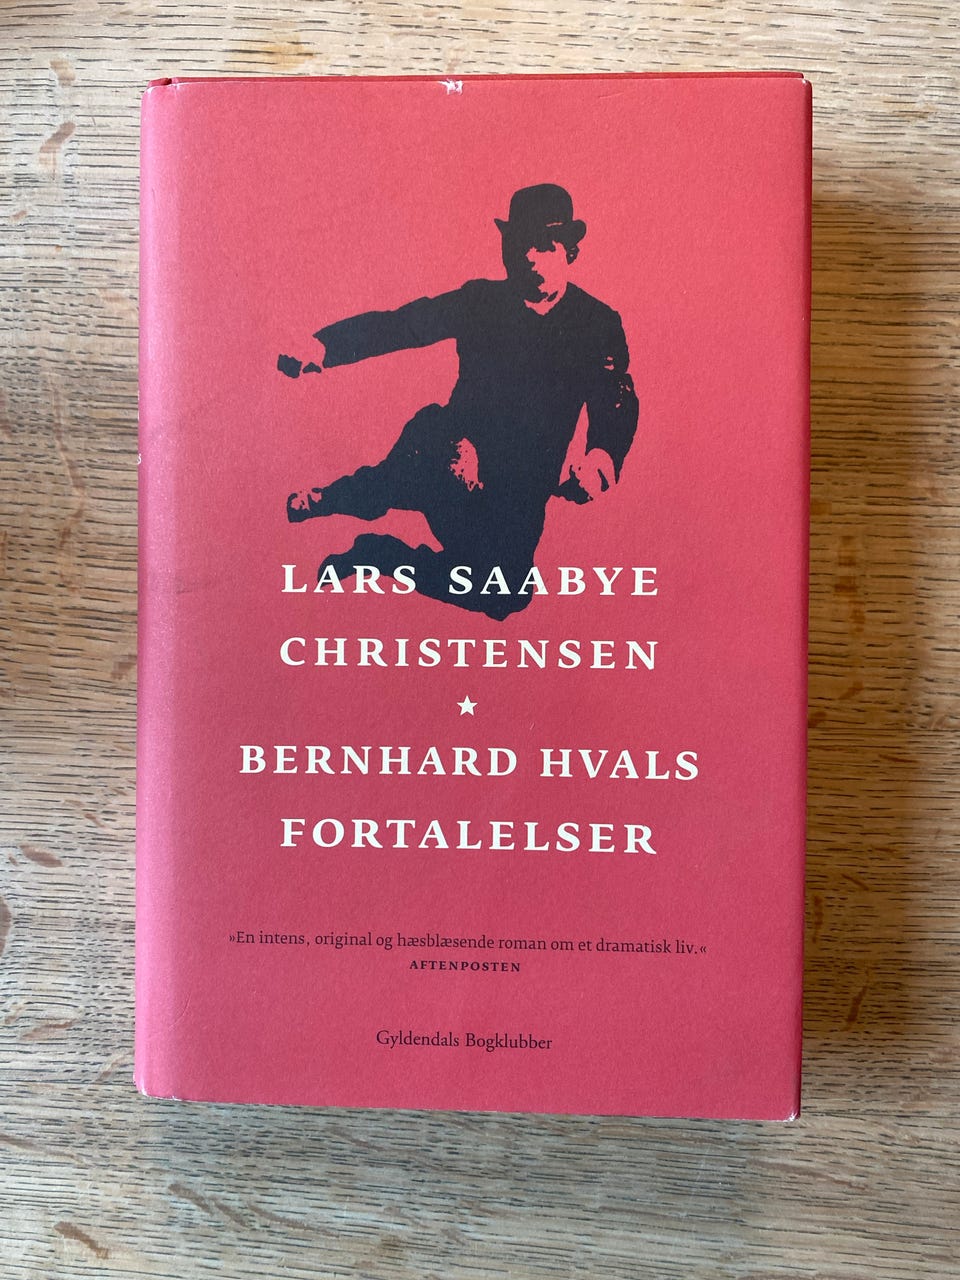 LARS SAABYE
CHRISTENSEN
BERNHARD HVALS
FORTALELSER
»En intens, original og hæsblæsende roman om et dramatisk liv.«
AFTENPOSTEN
Gyldendals Bogklubber